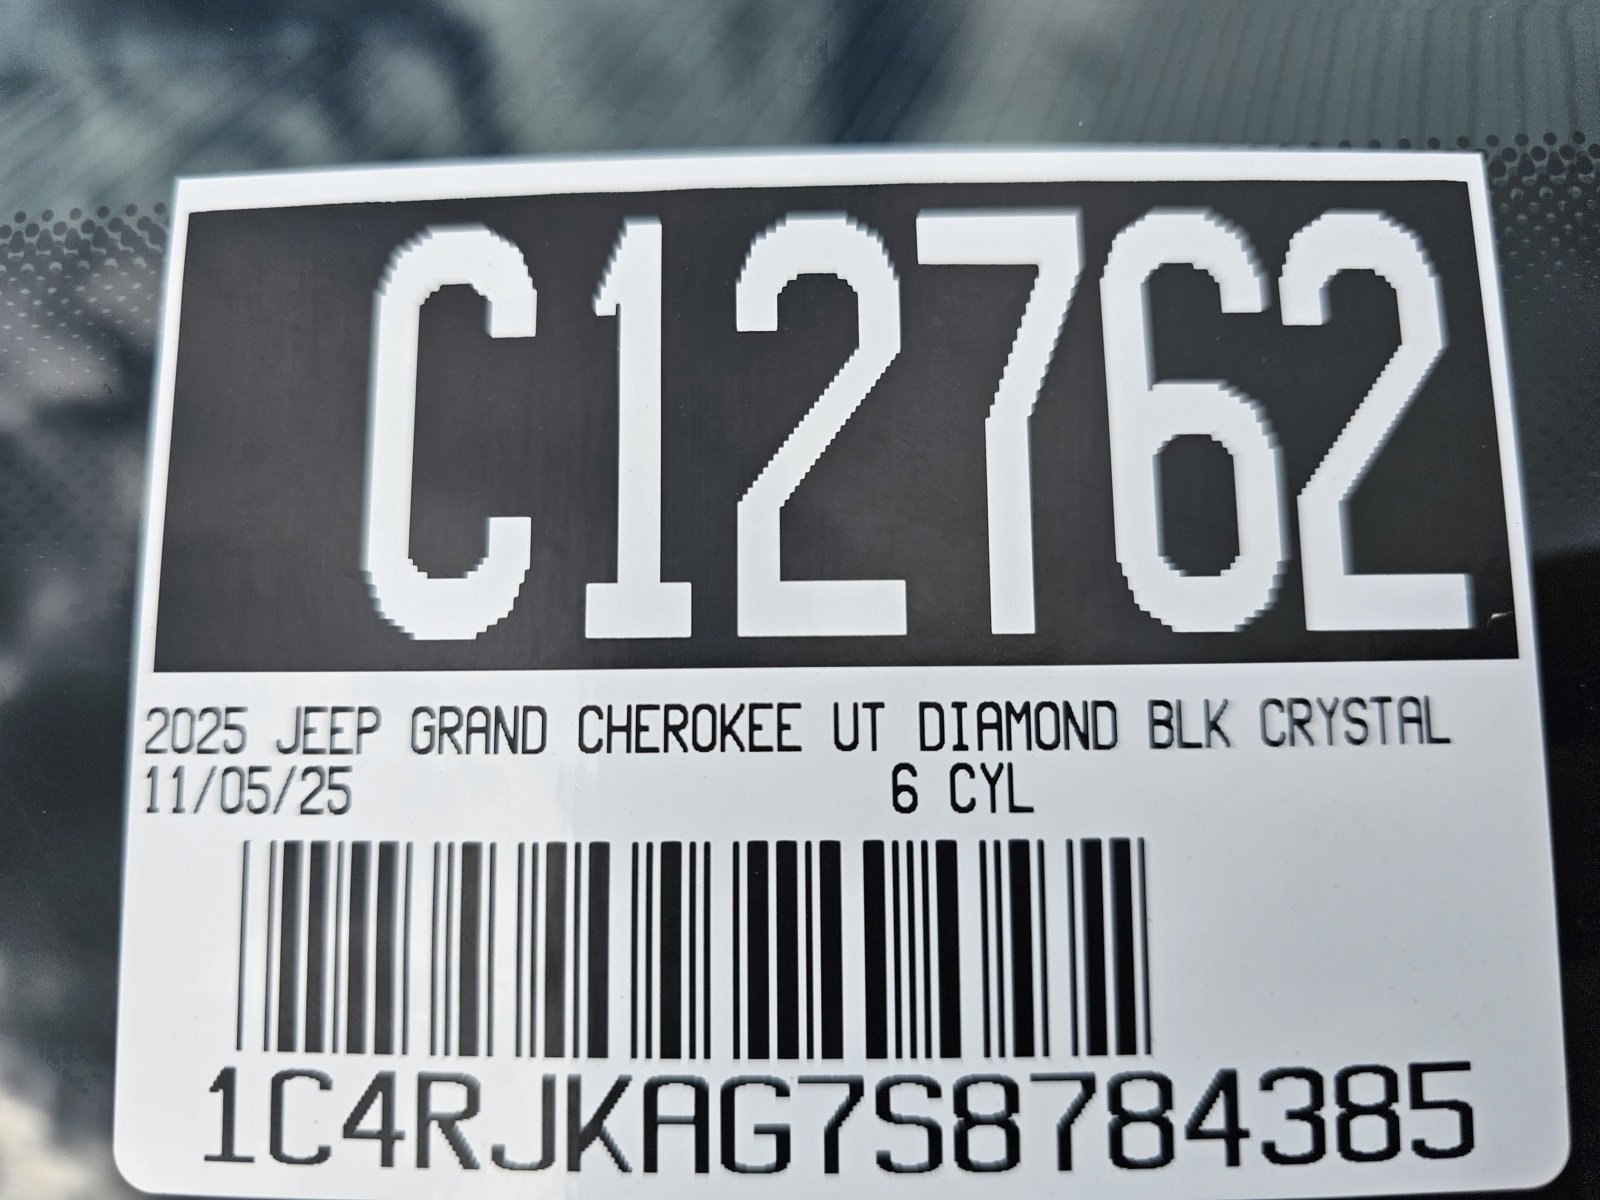 C12762
2025 JEEP GRAND CHEROKEE UT DIAMOND BLK CRYSTAL
11/05/25 6 CYL
1C4RJKAG7S8784385